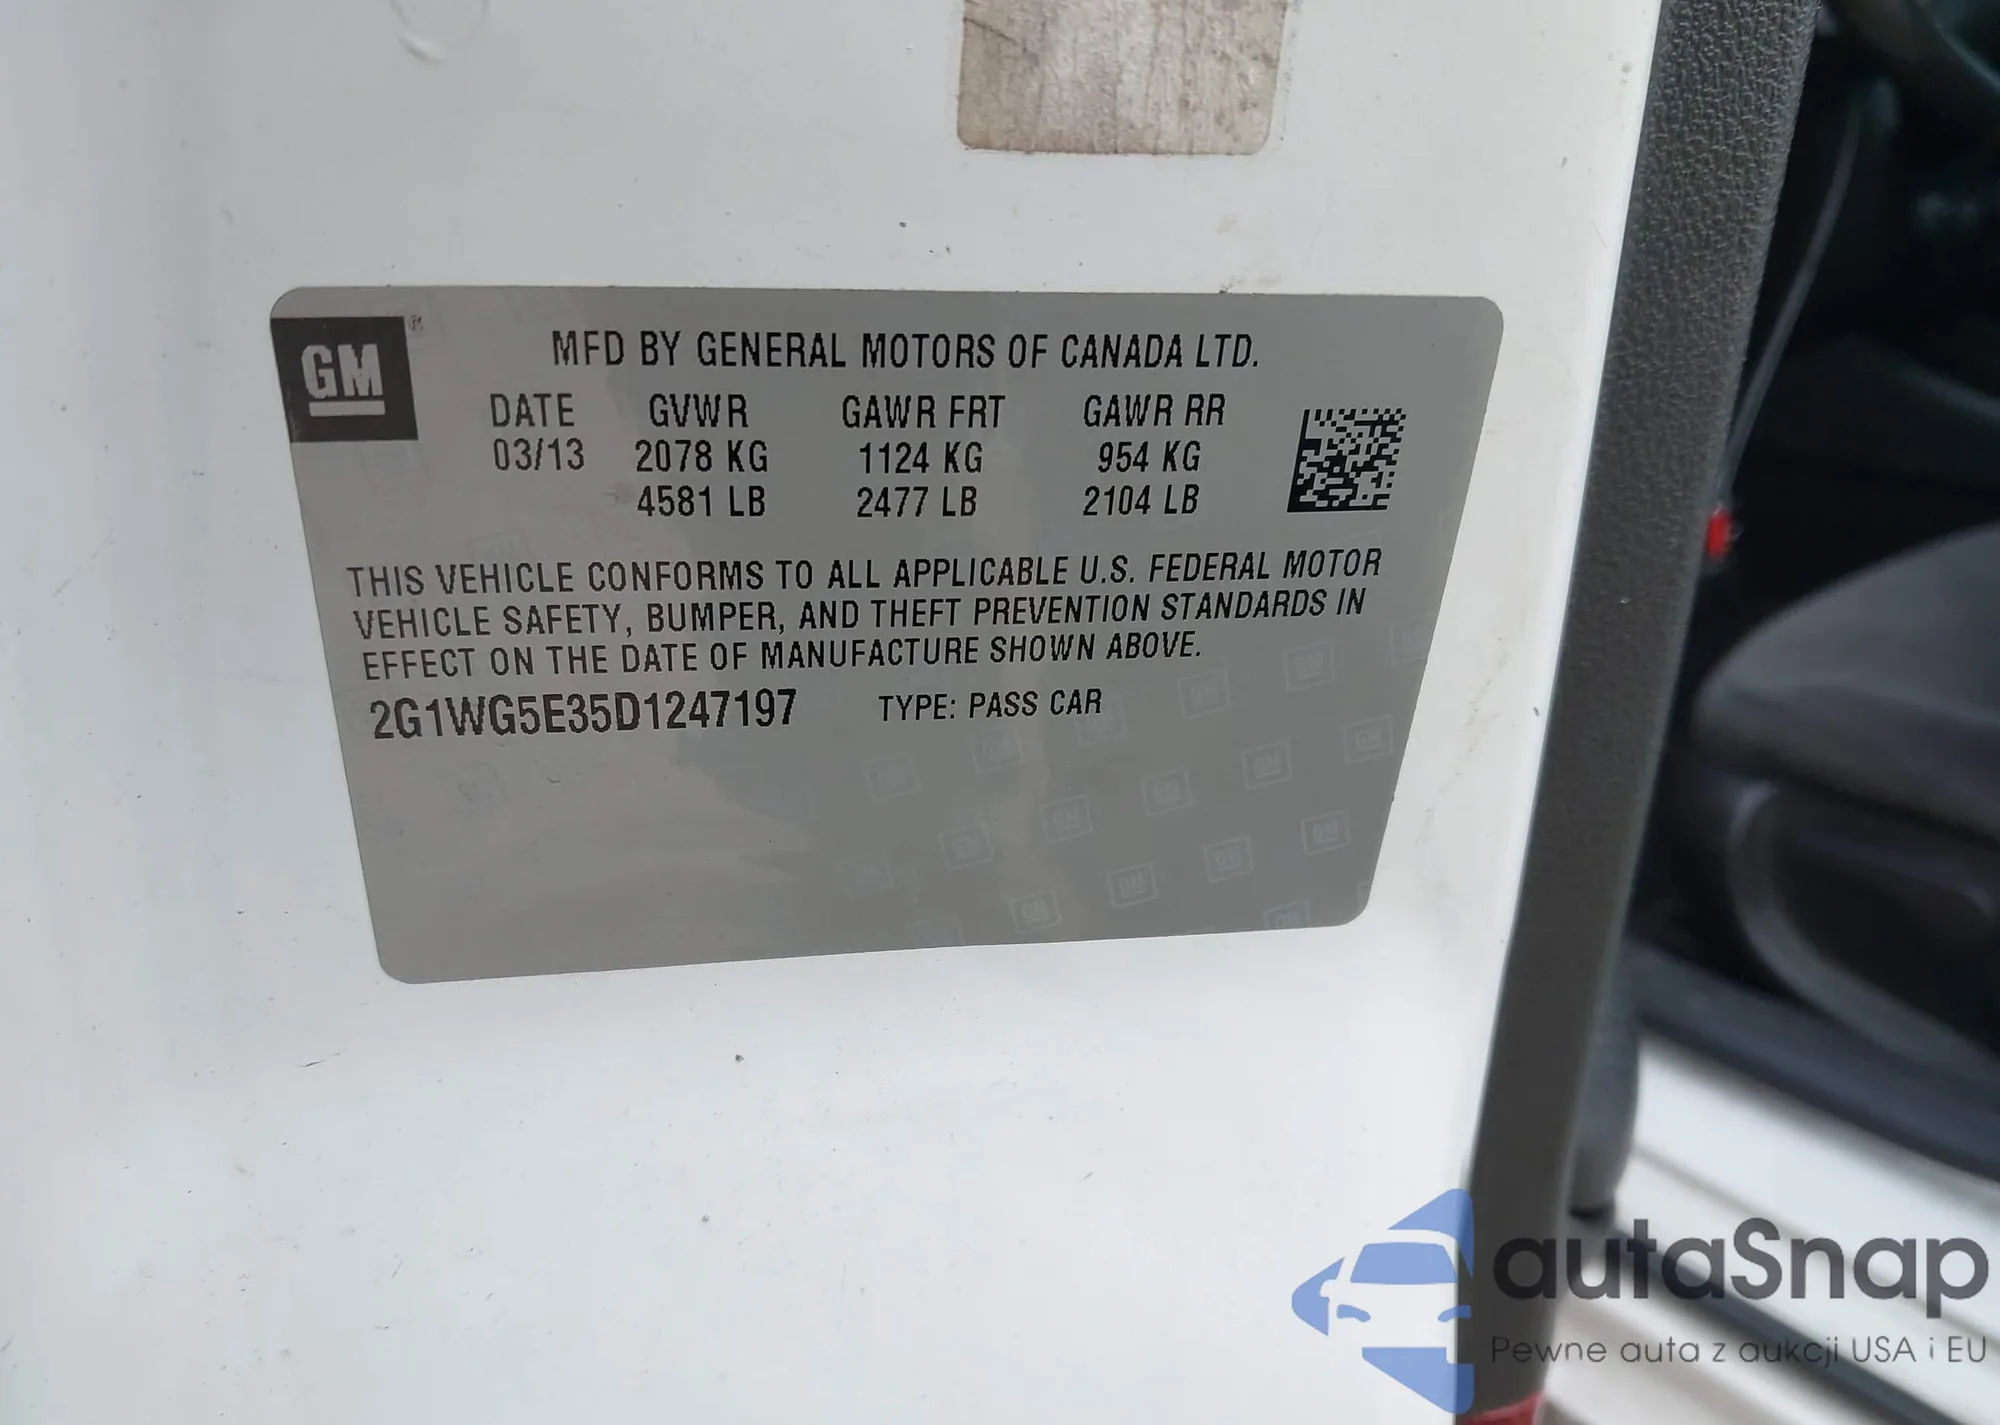 GM
MFD BY GENERAL MOTORS OF CANADA LTD.
DATE GVWR GAWR FRT GAWR RR
03/13 2078 KG 1124 KG 954 KG
4581 LB 2477 LB 2104 LB
THIS VEHICLE CONFORMS TO ALL APPLICABLE U.S. FEDERAL MOTOR
VEHICLE SAFETY, BUMPER, AND THEFT PREVENTION STANDARDS IN
EFFECT ON THE DATE OF MANUFACTURE SHOWN ABOVE.
2G1WG5E35D1247197 TYPE: PASS CAR
autaSnap
Pewne auta z aukcji USA i EU